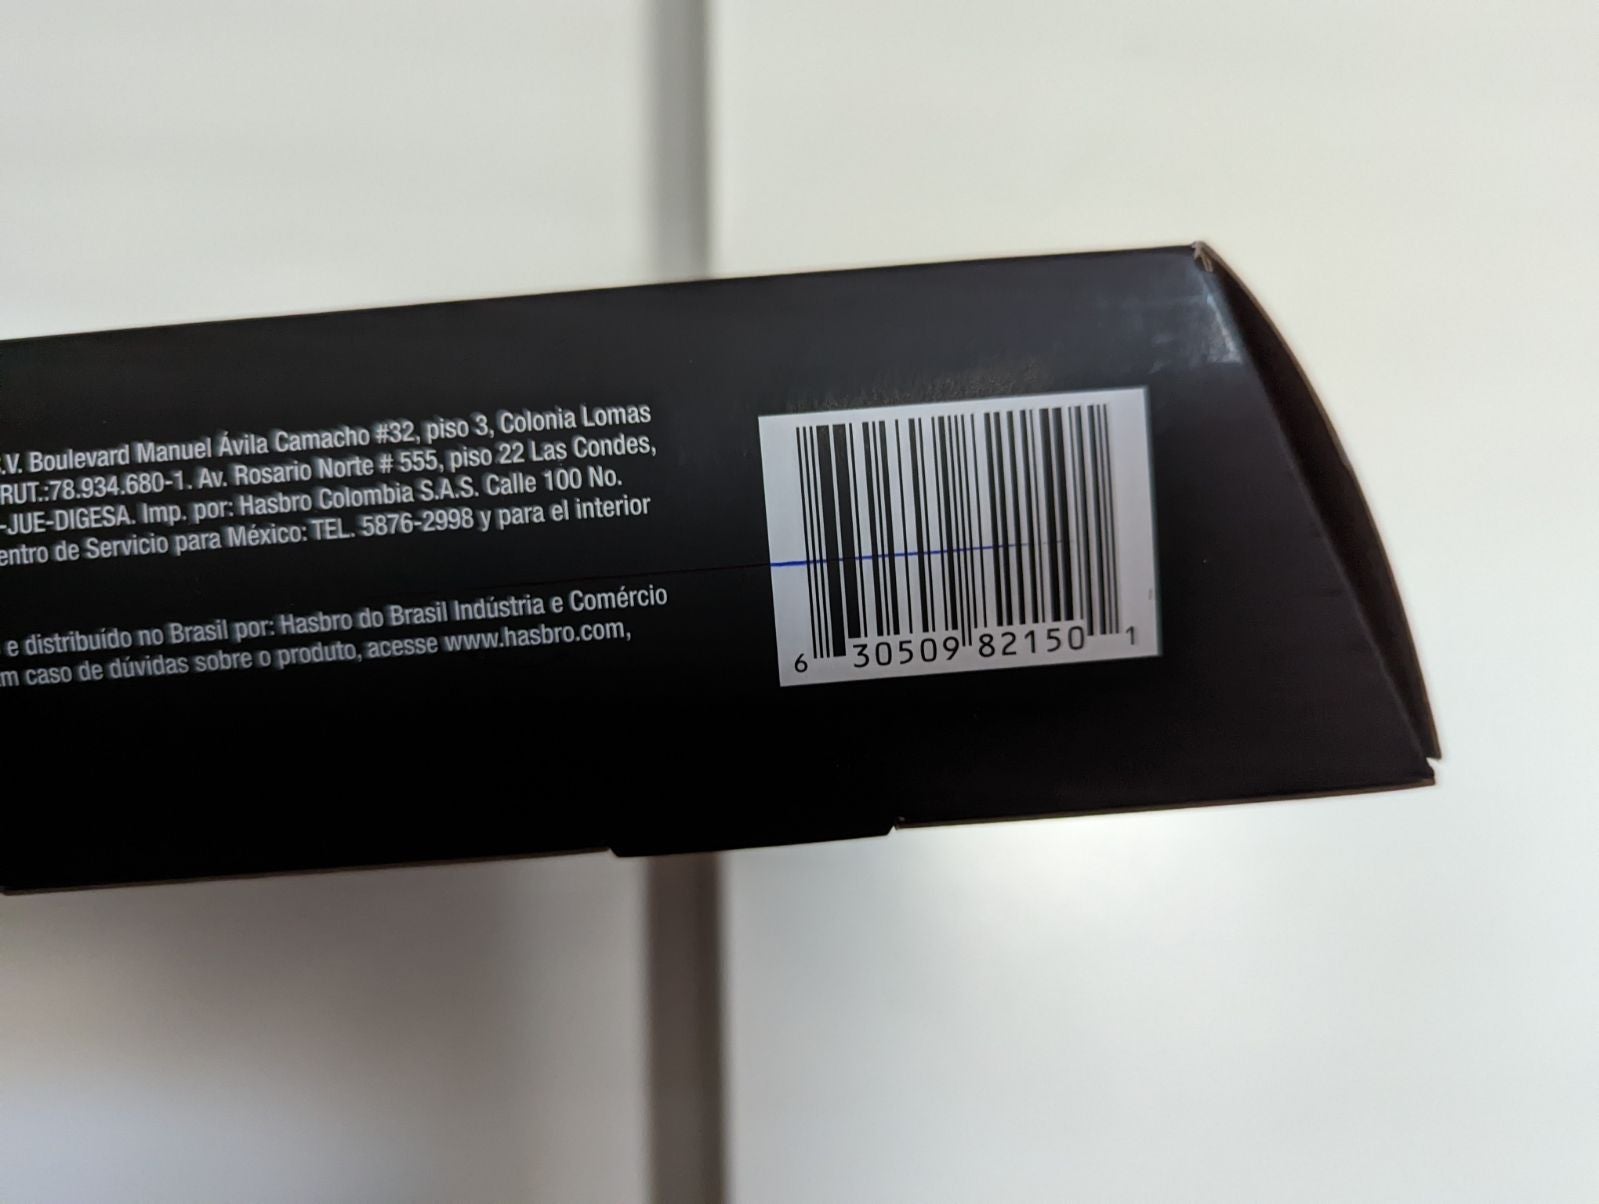 .V. Boulevard Manuel Ávila Camacho #32, piso 3, Colonia Lomas
RUT.:78.934.680-1. Av. Rosario Norte # 555, piso 22 Las Condes,
-JUE-DIGESA. Imp. por: Hasbro Colombia S.A.S. Calle 100 No.
entro de Servicio para México: TEL. 5876-2998 y para el interior
e distribuído no Brasil por: Hasbro do Brasil Indústria e Comércio
m caso de dúvidas sobre o produto, acesse www.hasbro.com,
6 30509 82150 1